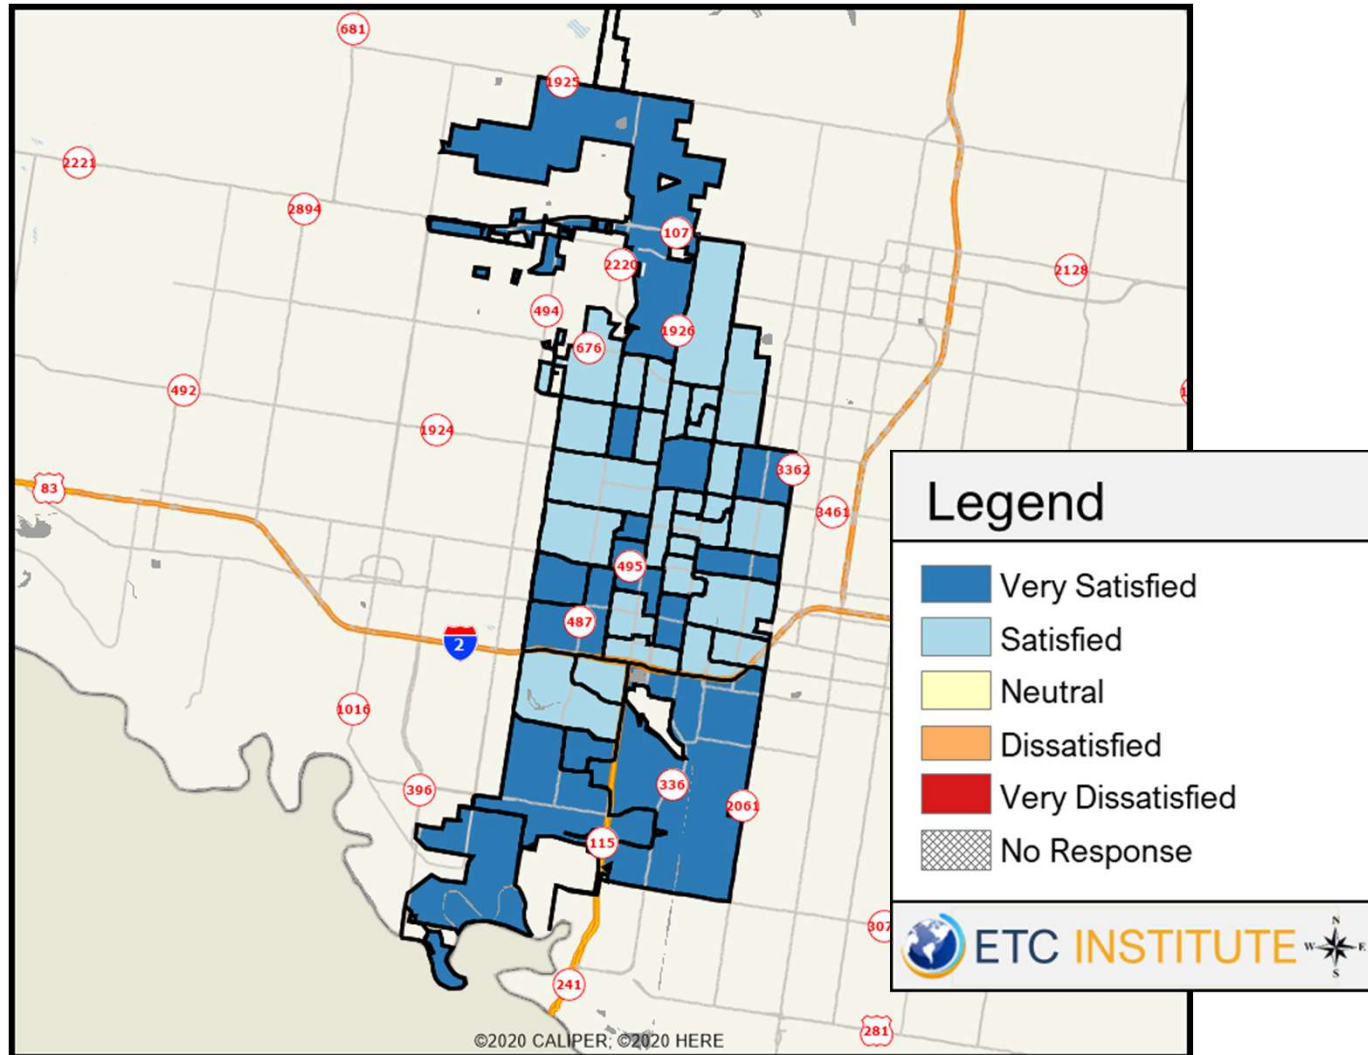 681
1925
2221
2894
107
2220
2128
494
1926
676
492
1924
3362
83
3461
495
487
2
1016
336
396
2061
115
307
241
281
©2020 CALIPER; ©2020 HERE
Legend
Very Satisfied
Satisfied
Neutral
Dissatisfied
Very Dissatisfied
No Response
ETC INSTITUTE
N
W E
S